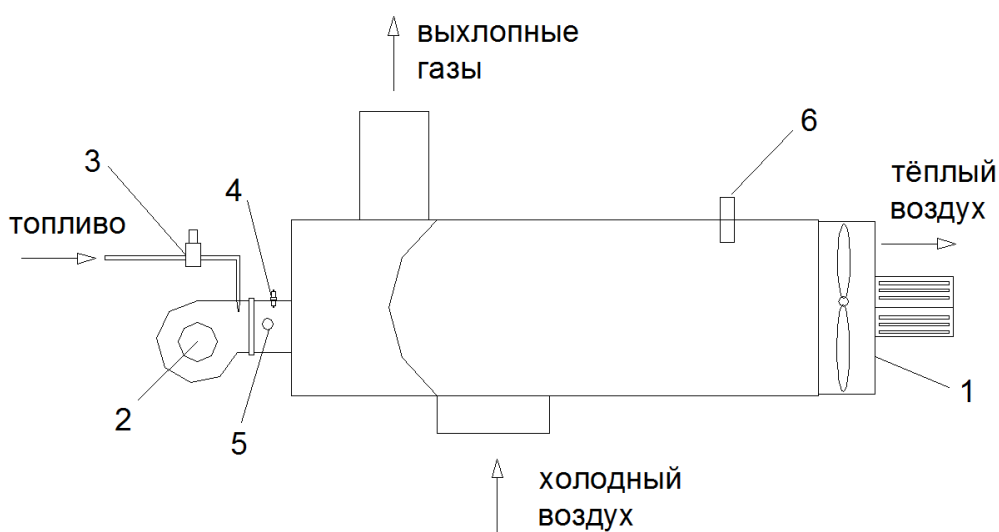 выхлопные
газы
6
3
4
тёплый
воздух
топливо
2
5
1
холодный
воздух